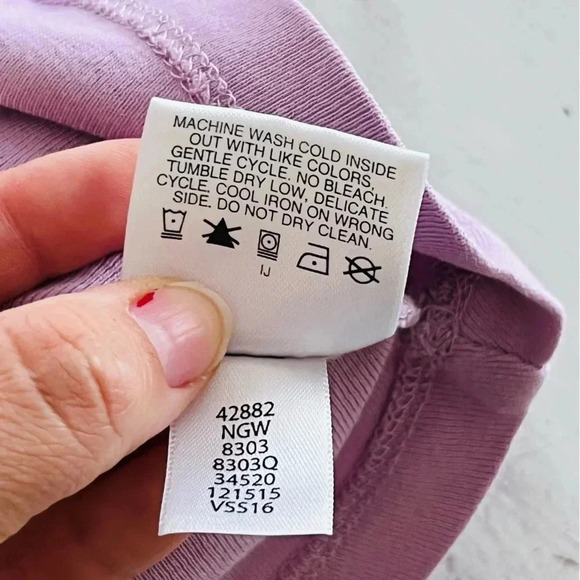 MACHINE WASH COLD INSIDE
OUT WITH LIKE COLORS,
GENTLE CYCLE. NO BLEACH.
TUMBLE DRY LOW, DELICATE
CYCLE. COOL IRON ON WRONG
SIDE. DO NOT DRY CLEAN.
IJ
42882
NGW
8303
8303Q
34520
121515
VSS16